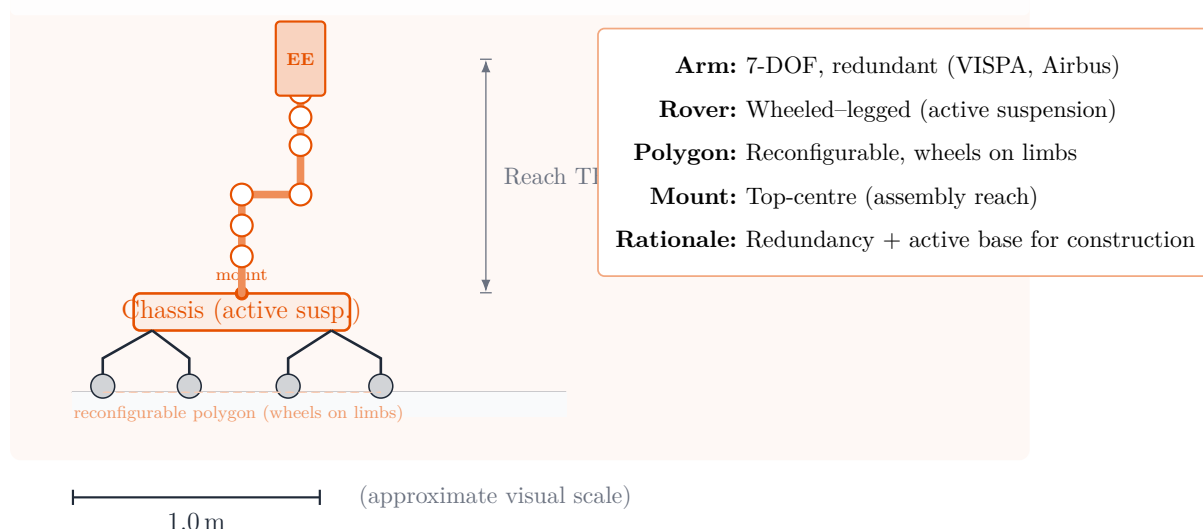 EE
Arm: 7-DOF, redundant (VISPA, Airbus)
Rover: Wheeled–legged (active suspension)
Polygon: Reconfigurable, wheels on limbs
Mount: Top-centre (assembly reach)
Rationale: Redundancy + active base for construction
Reach
mount
Chassis (active susp.)
reconfigurable polygon (wheels on limbs)
(approximate visual scale)
1.0 m